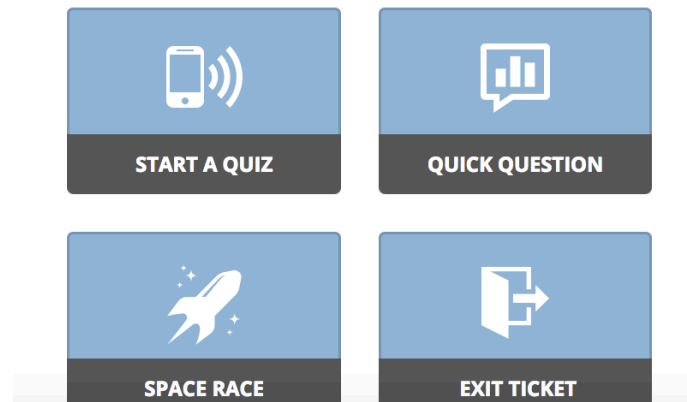 START A QUIZ
QUICK QUESTION
SPACE RACE
EXIT TICKET